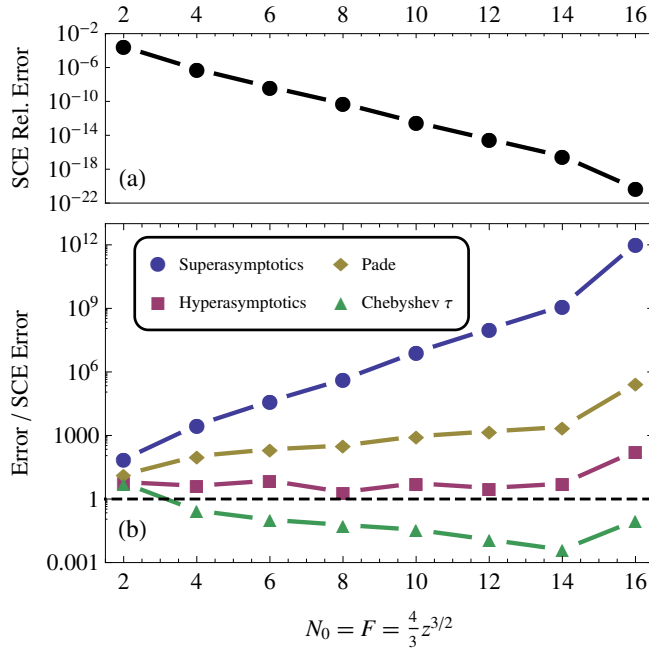 2 4 6 8 10 12 14 16
SCE Rel. Error
10^{-2}
10^{-6}
10^{-10}
10^{-14}
10^{-18}
10^{-22}
(a)
Error / SCE Error
10^{12}
10^{9}
10^{6}
1000
1
0.001
Superasymptotics Pade
Hyperasymptotics Chebyshev τ
(b)
2 4 6 8 10 12 14 16
N_0 = F = \frac{4}{3} z^{3/2}